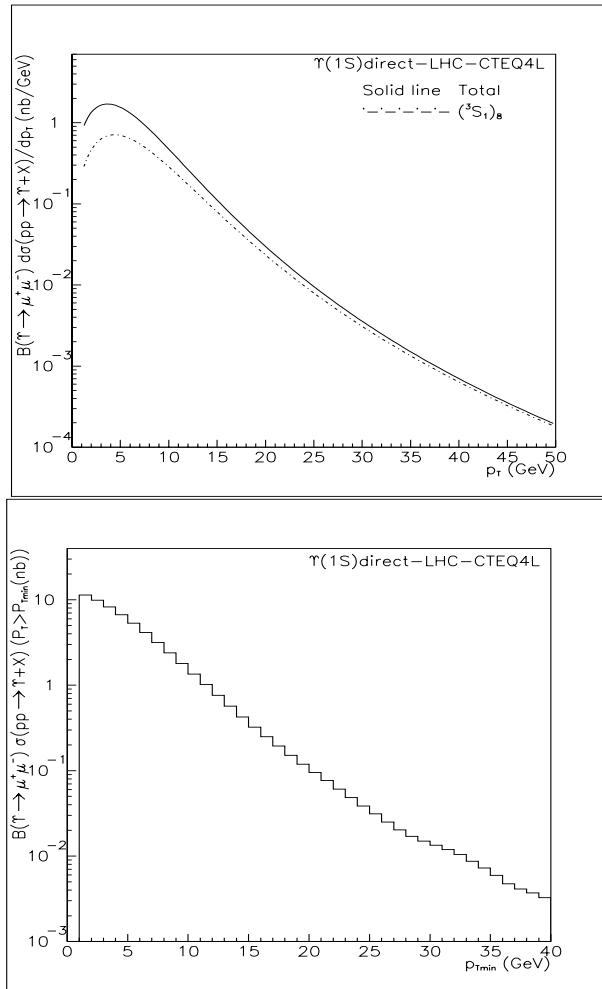 ϒ(1S)direct−LHC−CTEQ4L
Solid line Total
(³S₁)₈
B(ϒ → μ⁺μ⁻) dσ(pp → ϒ+X)/dp_T (nb/GeV)
1
10⁻¹
10⁻²
10⁻³
10⁻⁴
0 5 10 15 20 25 30 35 40 45 50
p_T (GeV)
ϒ(1S)direct−LHC−CTEQ4L
B(ϒ → μ⁺μ⁻) σ(pp → ϒ+X) (P_T>P_Tmin(nb))
10
1
10⁻¹
10⁻²
10⁻³
0 5 10 15 20 25 30 35 40
p_Tmin (GeV)